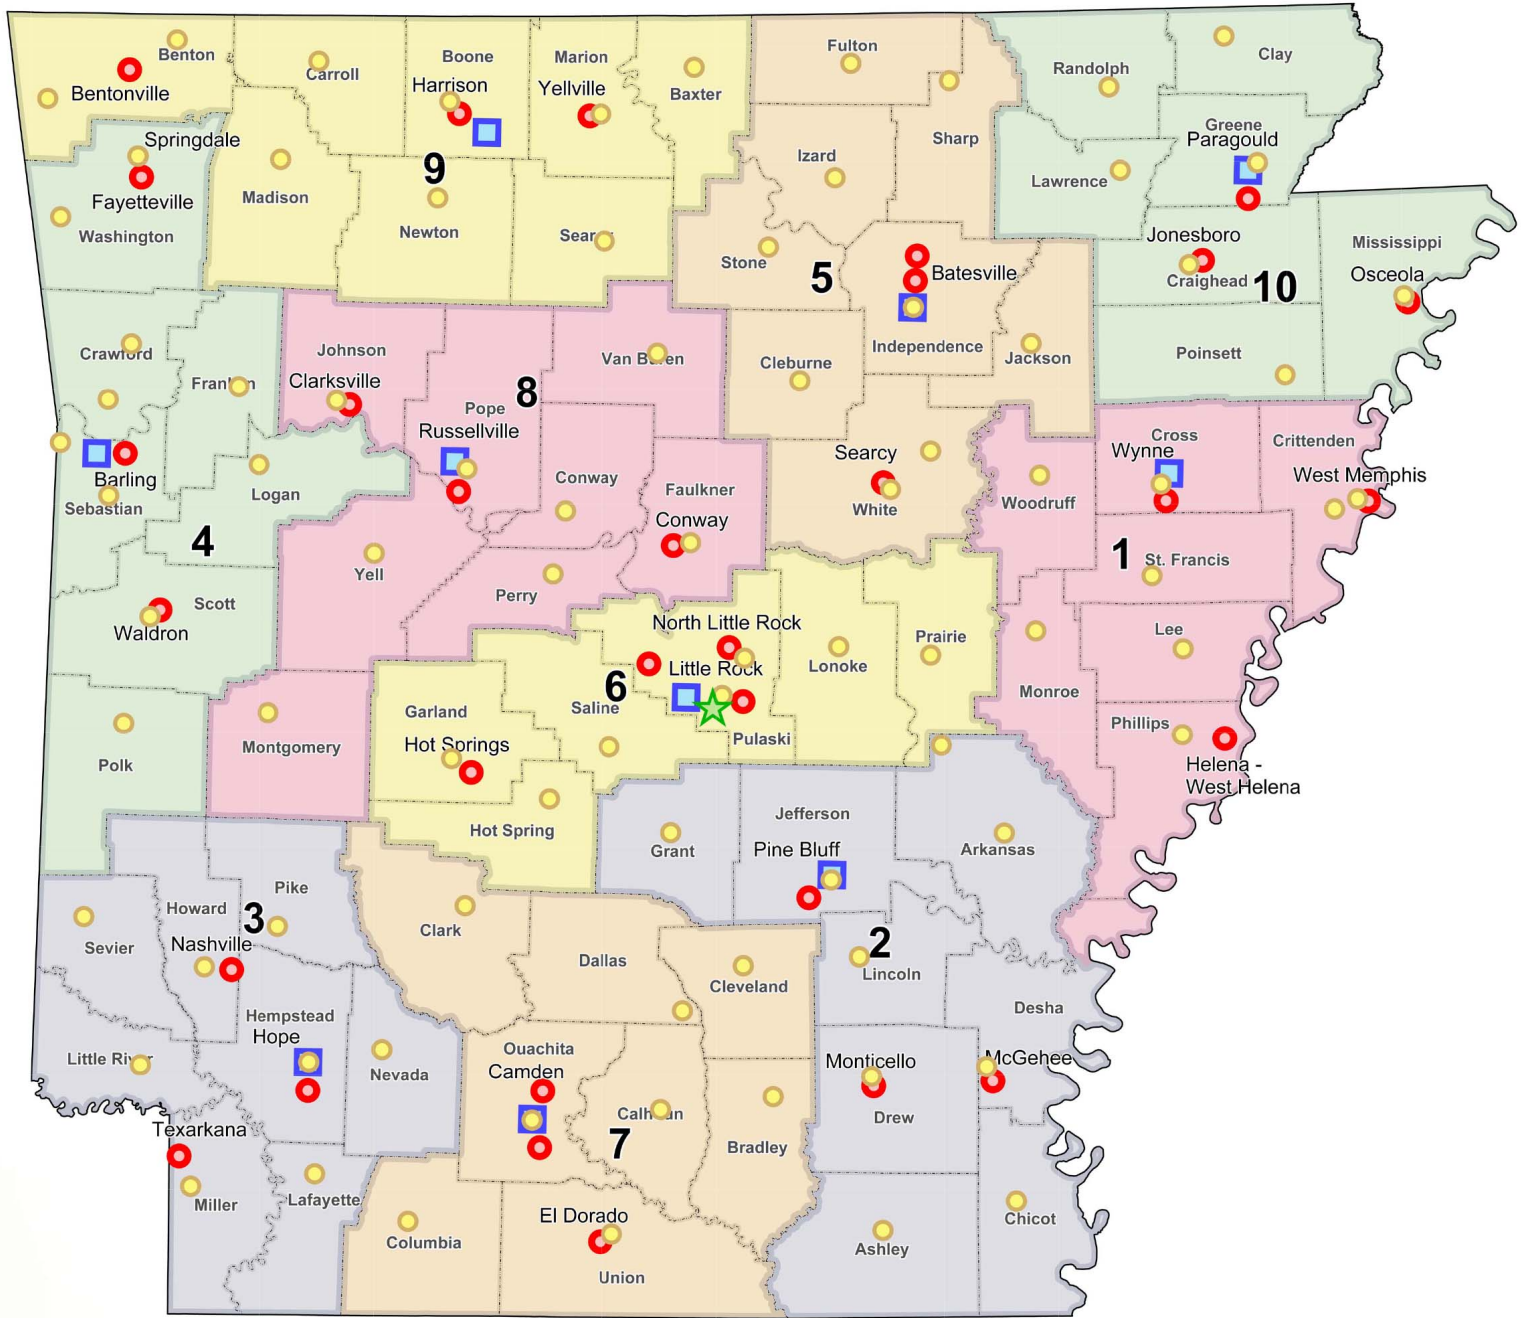 Benton
Bentonville
Carroll
Boone
Harrison
Marion
Yellville
Baxter
Fulton
Sharp
Randolph
Clay
Springdale
Fayetteville
Washington
Madison
9
Newton
Searcy
Izard
Stone
5
Batesville
Independence
Jackson
Lawrence
Greene
Paragould
Jonesboro
Craighead
10
Mississippi
Osceola
Poinsett
Crawford
Franklin
Johnson
Clarksville
8
Pope
Russellville
Van Buren
Cleburne
Barling
Sebastian
Logan
4
Conway
Faulkner
Conway
Searcy
White
Woodruff
Cross
Wynne
Crittenden
West Memphis
1
St. Francis
Scott
Waldron
Yell
Perry
North Little Rock
Little Rock
6
Saline
Pulaski
Lonoke
Prairie
Monroe
Lee
Phillips
Helena -
West Helena
Polk
Montgomery
Garland
Hot Springs
Hot Spring
Grant
Jefferson
Pine Bluff
Arkansas
Pike
Howard
3
Nashville
Sevier
Clark
Dallas
Cleveland
2
Lincoln
Desha
Hempstead
Hope
Little River
Nevada
Ouachita
Camden
Calhoun
7
Bradley
Monticello
Drew
McGehee
Texarkana
Miller
Lafayette
Columbia
El Dorado
Union
Ashley
Chicot